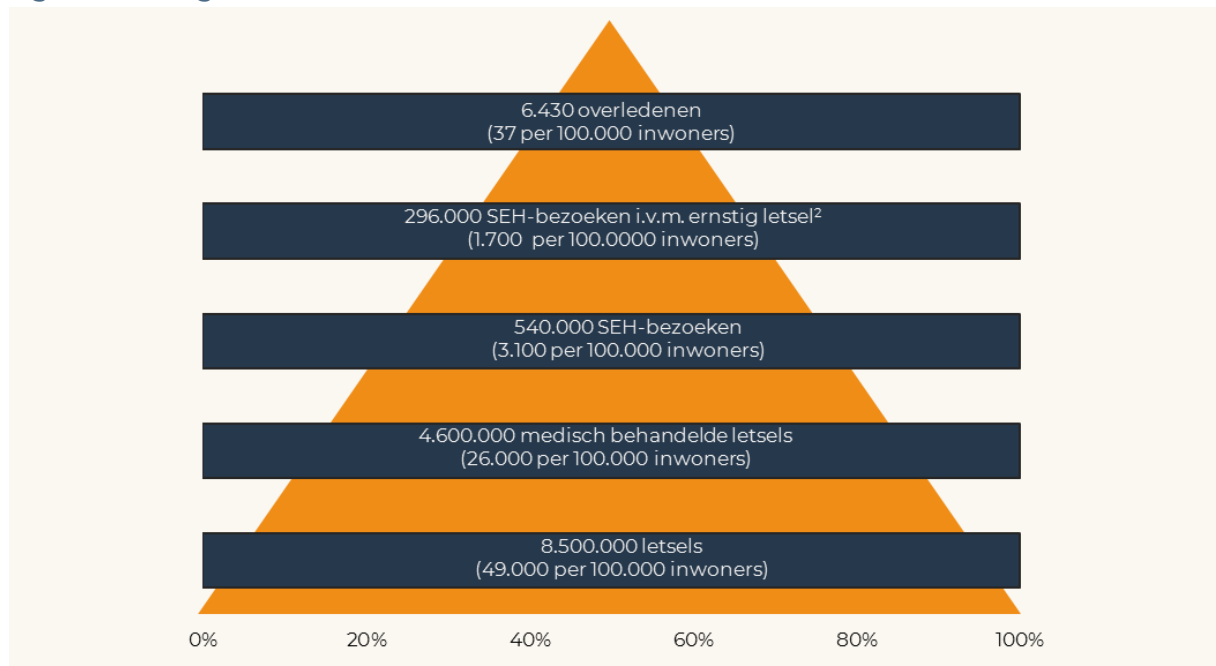 6.430 overledenen
(37 per 100.000 inwoners)
296.000 SEH-bezoeken i.v.m. ernstig letsel²
(1.700 per 100.0000 inwoners)
540.000 SEH-bezoeken
(3.100 per 100.000 inwoners)
4.600.000 medisch behandelde letsels
(26.000 per 100.000 inwoners)
8.500.000 letsels
(49.000 per 100.000 inwoners)
0% 20% 40% 60% 80% 100%